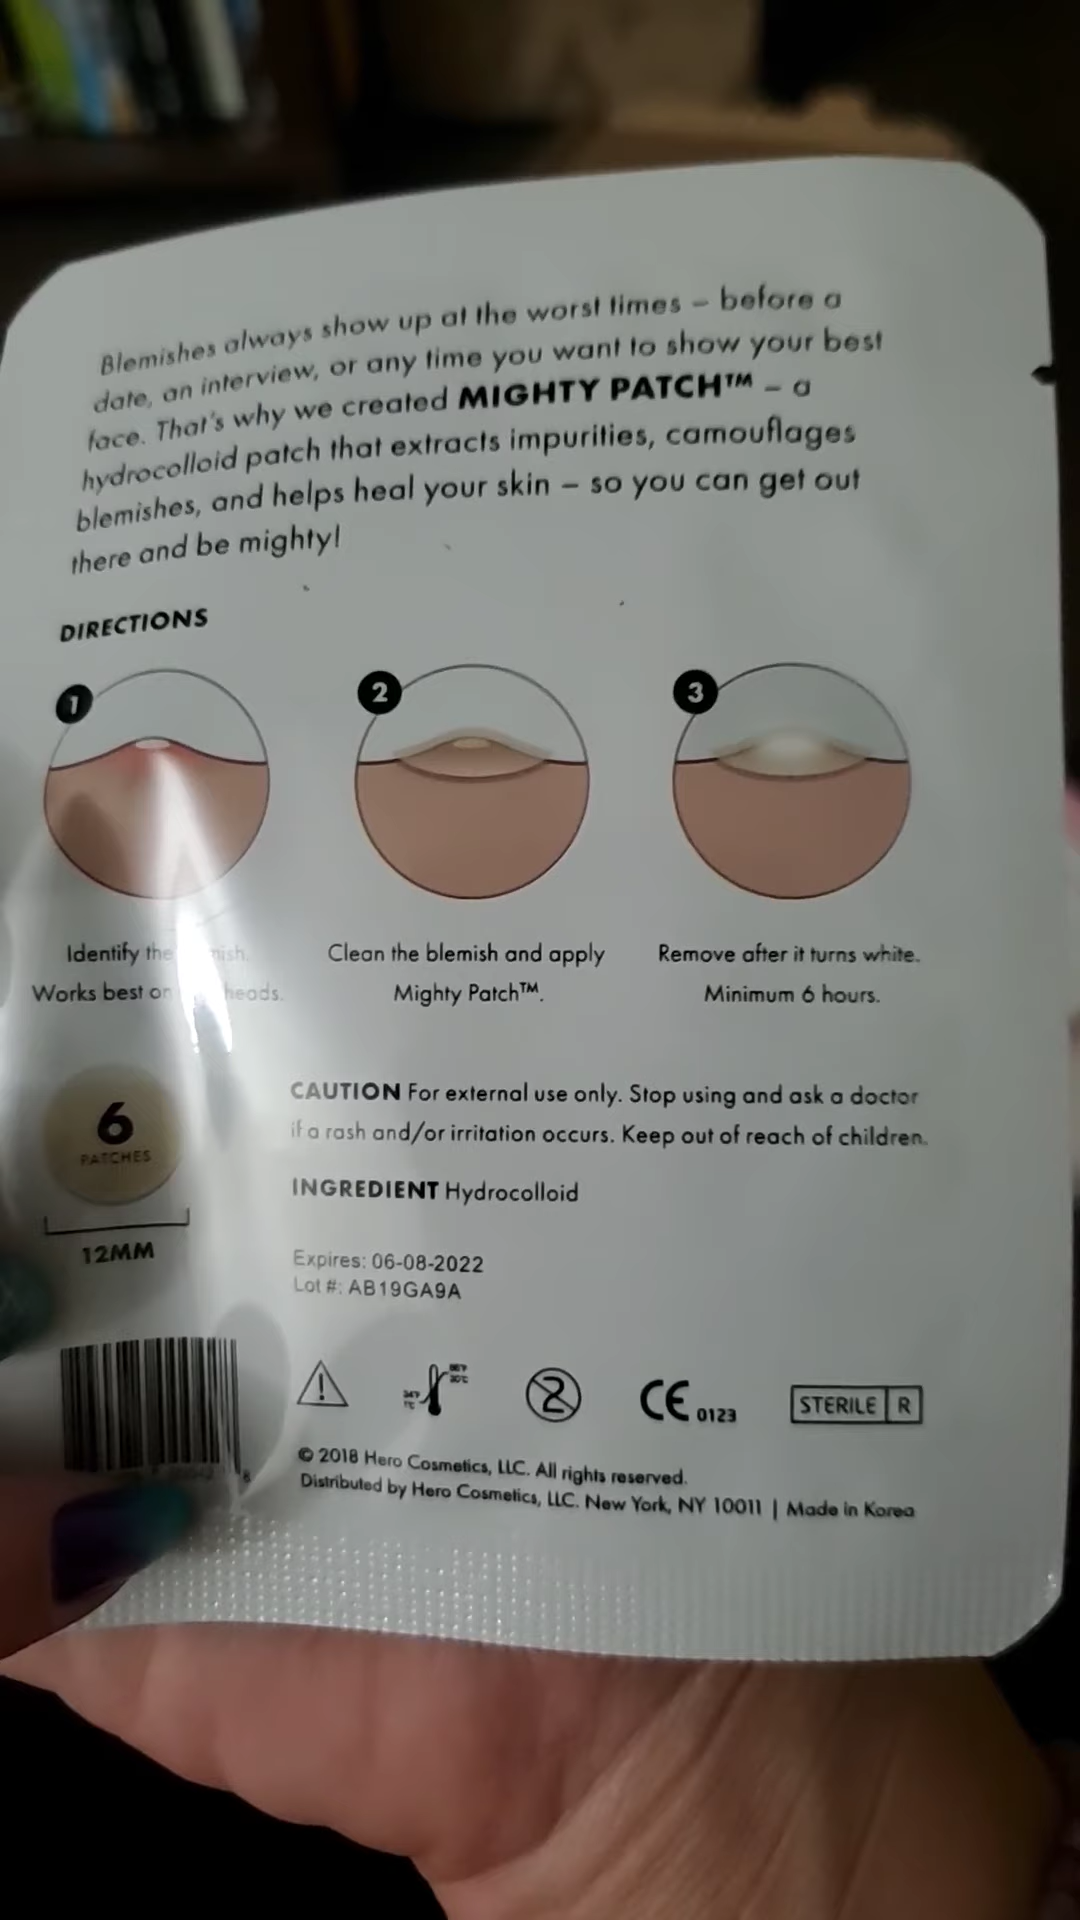 Blemishes always show up at the worst times – before a
date, an interview, or any time you want to show your best
face. That's why we created MIGHTY PATCH™ – a
hydrocolloid patch that extracts impurities, camouflages
blemishes, and helps heal your skin – so you can get out
there and be mighty!
DIRECTIONS
1
2
3
Identify the
Works best on
Clean the blemish and apply
Mighty Patch™.
Remove after it turns white.
Minimum 6 hours.
6
PATCHES
12MM
CAUTION For external use only. Stop using and ask a doctor
if a rash and/or irritation occurs. Keep out of reach of children.
INGREDIENT Hydrocolloid
Expires: 06-08-2022
Lot #: AB19GA9A
2
CE 0123
STERILE R
© 2018 Hero Cosmetics, LLC. All rights reserved.
Distributed by Hero Cosmetics, LLC. New York, NY 10011 | Made in Korea